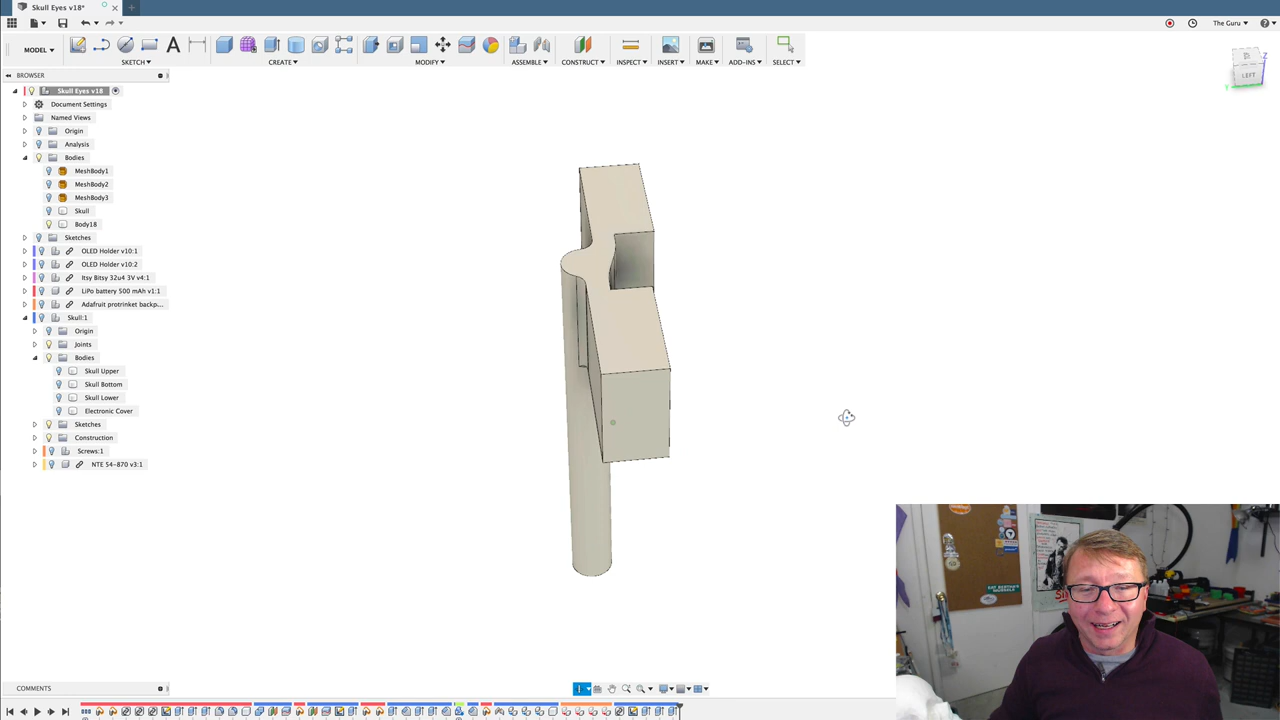 Skull Eyes v18*
The Guru
MODEL
SKETCH
CREATE
MODIFY
ASSEMBLE
CONSTRUCT
INSPECT
INSERT
MAKE
ADD-INS
SELECT
LEFT
Z
Y
BROWSER
Skull Eyes v18
Document Settings
Named Views
Origin
Analysis
Bodies
MeshBody1
MeshBody2
MeshBody3
Skull
Body18
Sketches
OLED Holder v10:1
OLED Holder v10:2
Itsy Bitsy 32u4 3V v4:1
LiPo battery 500 mAh v1:1
Adafruit protrinket backp...
Skull:1
Origin
Joints
Bodies
Skull Upper
Skull Bottom
Skull Lower
Electronic Cover
Sketches
Construction
Screws:1
NTE 54-870 v3:1
COMMENTS